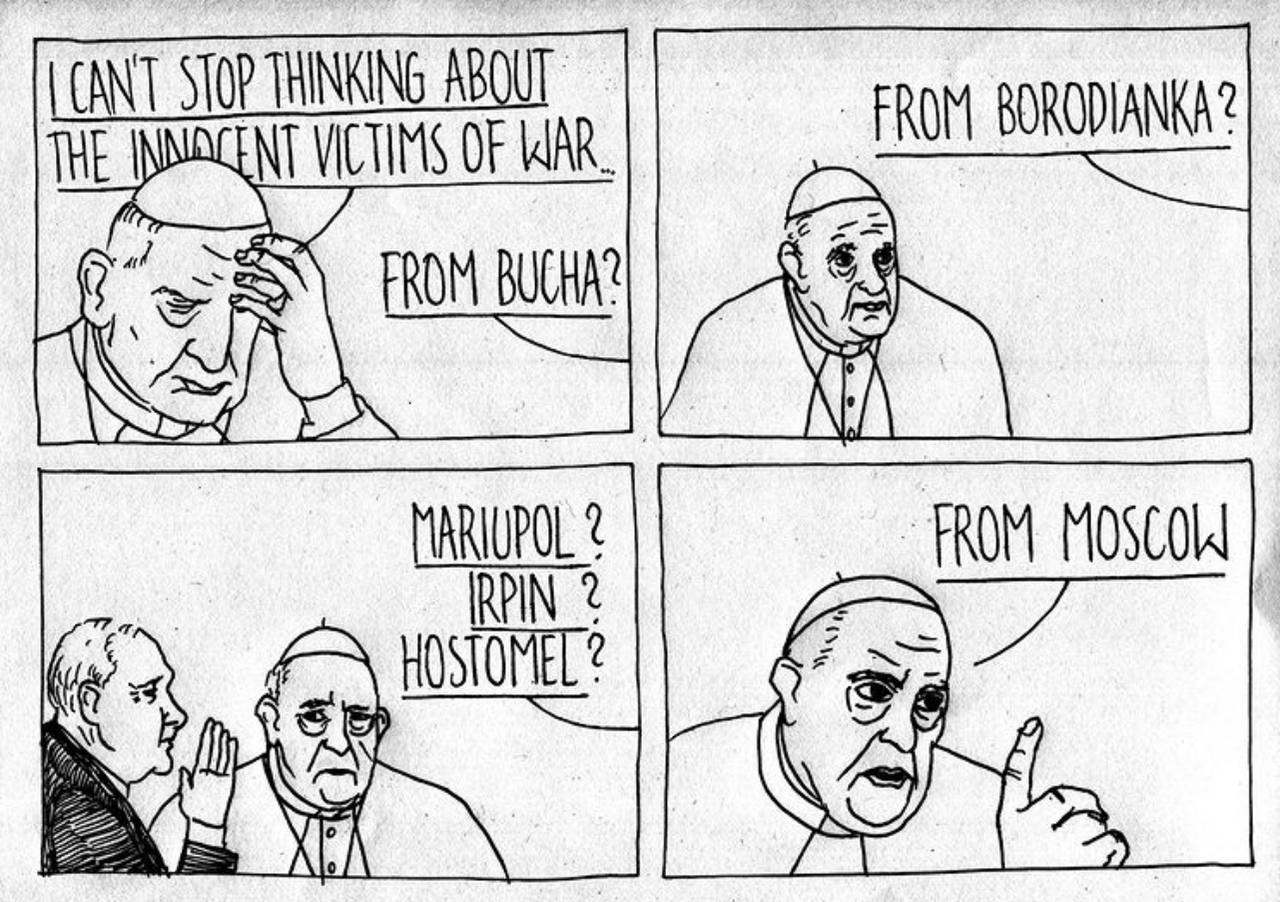 I CAN'T STOP THINKING ABOUT
THE INNOCENT VICTIMS OF WAR...
FROM BUCHA?
FROM BORODIANKA?
MARIUPOL?
IRPIN?
HOSTOMEL?
FROM MOSCOW